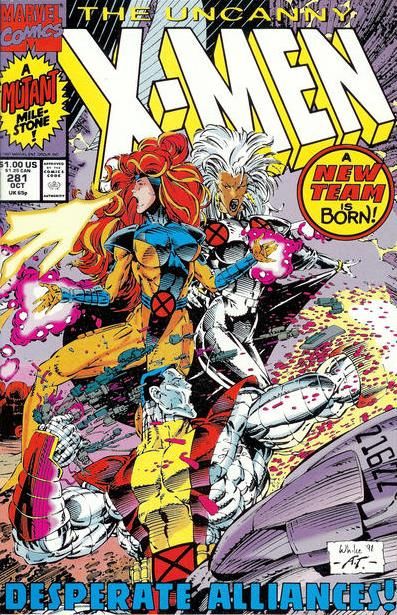 MARVEL
COMICS
THE UNCANNY
X-MEN
A
MUTANT
MILE-
STONE!
$1.00 US
$1.25 CAN
281
OCT
UK 65p
APPROVED
BY THE
COMICS
CODE
AUTHORITY
A
NEW
TEAM
IS
BORN!
21672
Whilce '91
DESPERATE ALLIANCES!